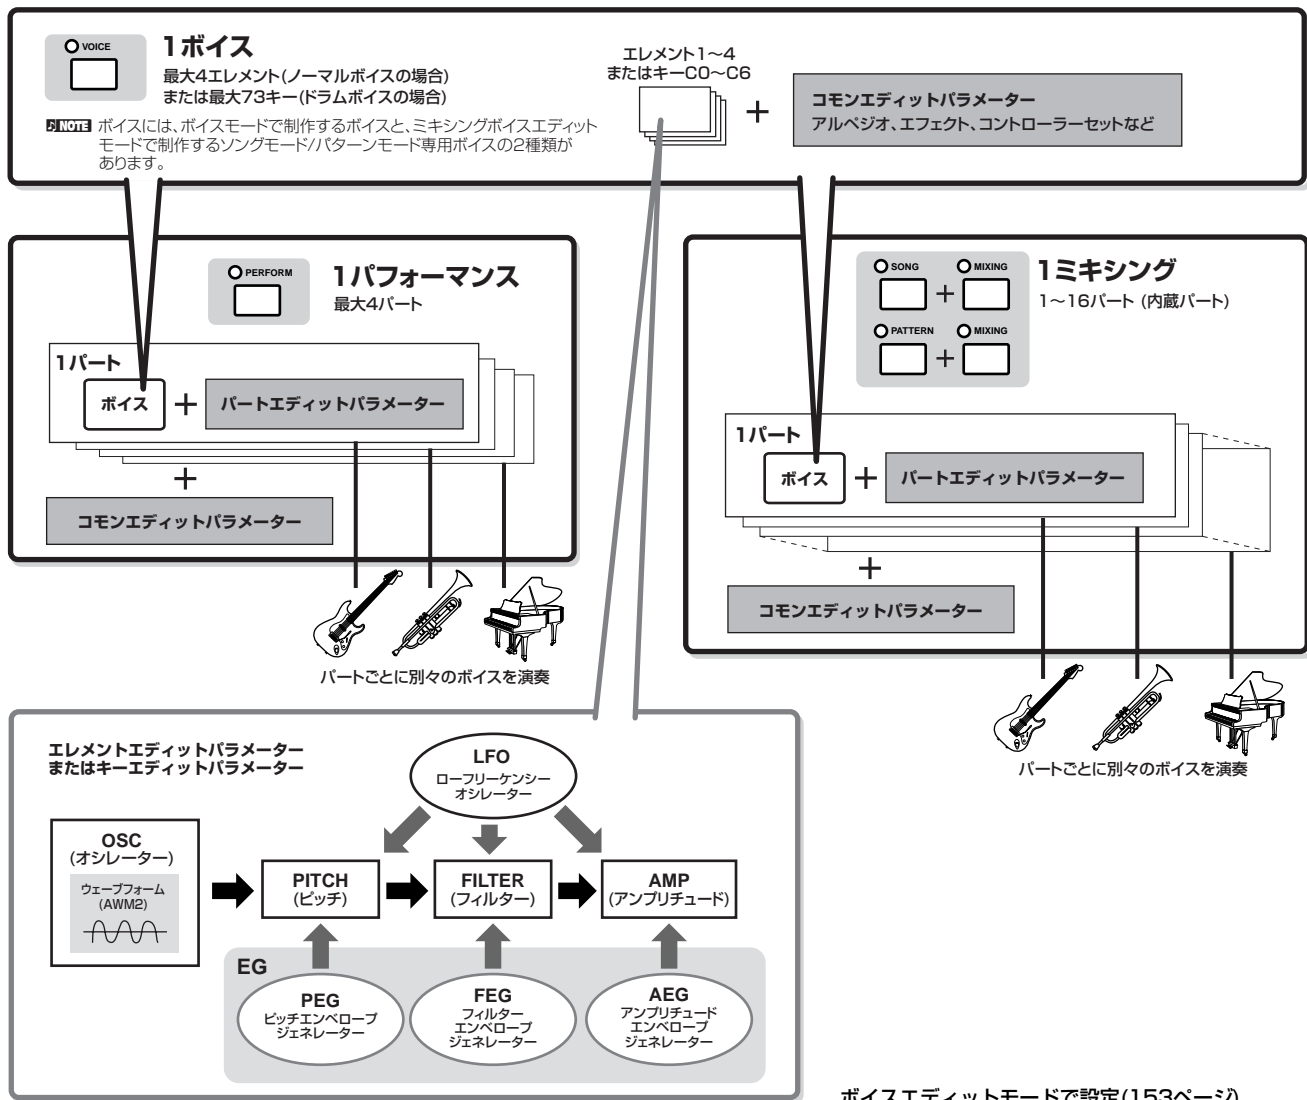 VOICE
1ボイス
最大4エレメント(ノーマルボイスの場合)
または最大73キー(ドラムボイスの場合)
NOTE ボイスには、ボイスモードで制作するボイスと、ミキシングボイスエディット
モードで制作するソングモード/パターンモード専用ボイスの2種類が
あります。
エレメント1〜4
またはキーC0〜C6
+
コモンエディットパラメーター
アルペジオ、エフェクト、コントローラーセットなど
PERFORM
1パフォーマンス
最大4パート
1パート
ボイス
+
パートエディットパラメーター
+
コモンエディットパラメーター
パートごとに別々のボイスを演奏
SONG
+
MIXING
PATTERN
+
MIXING
1ミキシング
1〜16パート (内蔵パート)
1パート
ボイス
+
パートエディットパラメーター
+
コモンエディットパラメーター
パートごとに別々のボイスを演奏
エレメントエディットパラメーター
またはキーエディットパラメーター
LFO
ローフリーケンシー
オシレーター
OSC
(オシレーター)
ウェーブフォーム
(AWM2)
PITCH
(ピッチ)
FILTER
(フィルター)
AMP
(アンプリチュード)
EG
PEG
ピッチエンベロープ
ジェネレーター
FEG
フィルター
エンベロープ
ジェネレーター
AEG
アンプリチュード
エンベロープ
ジェネレーター
ボイスエディットモードで設定(153ページ)